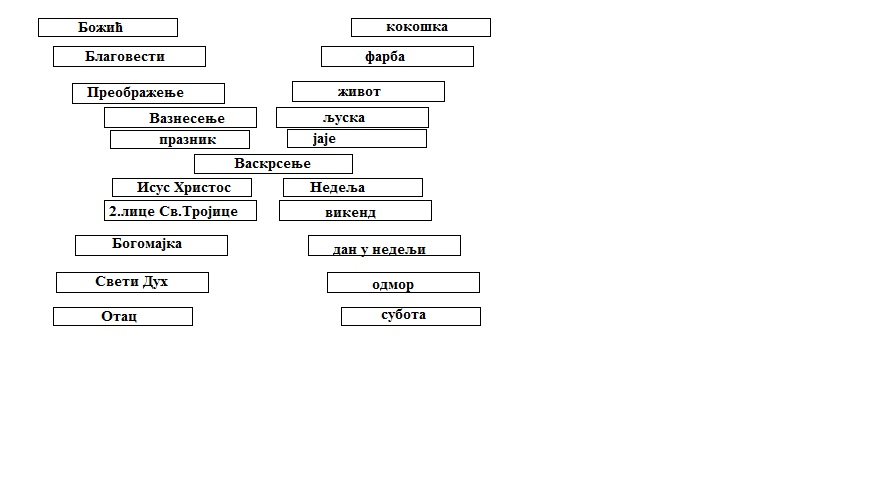 Божић
кокошка
Благовести
фарба
Преображење
живот
Вазнесење
љуска
празник
јаје
Васкрсење
Исус Христос
Недеља
2.лице Св.Тројице
викенд
Богомајка
дан у недељи
Свети Дух
одмор
Отац
субота